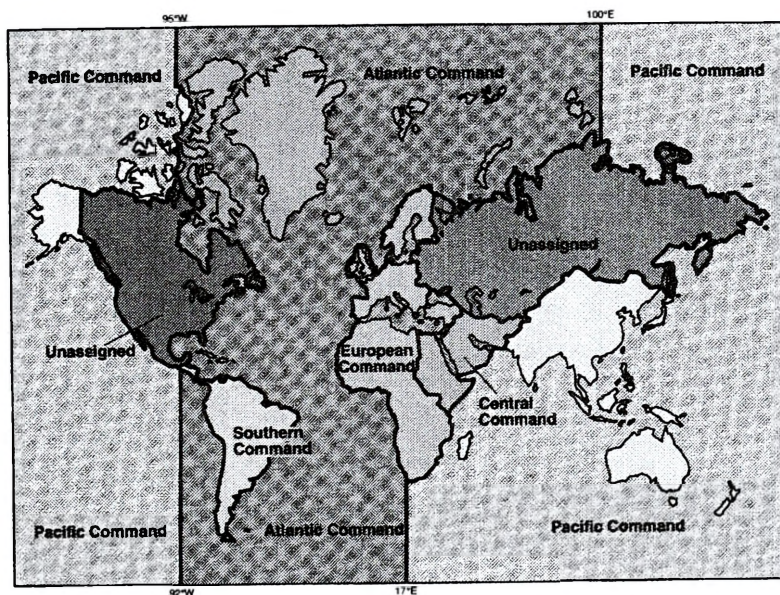 95°W
100°E
Pacific Command
Atlantic Command
Pacific Command
Unassigned
Unassigned
European
Command
Central
Command
Southern
Command
Pacific Command
Atlantic Command
Pacific Command
92°W
17°E